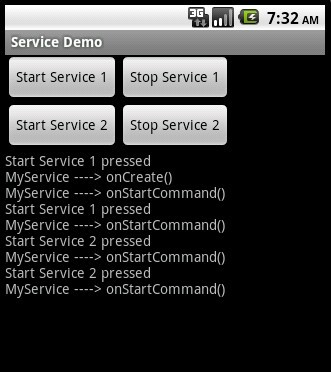 3G
7:32 AM
Service Demo
Start Service 1 Stop Service 1
Start Service 2 Stop Service 2
Start Service 1 pressed
MyService ----> onCreate()
MyService ----> onStartCommand()
Start Service 1 pressed
MyService ----> onStartCommand()
Start Service 2 pressed
MyService ----> onStartCommand()
Start Service 2 pressed
MyService ----> onStartCommand()